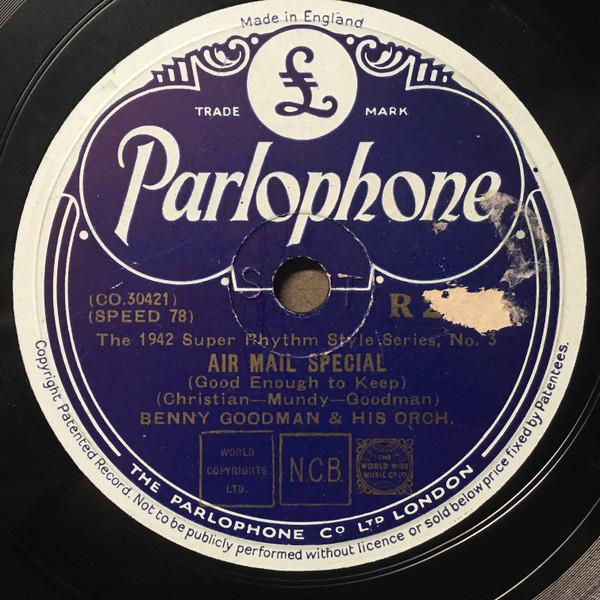 Made in England
£
TRADE MARK
Parlophone
(CO.30421)
(SPEED 78)
R
The 1942 Super Rhythm Style Series, No. 3
AIR MAIL SPECIAL
(Good Enough to Keep)
(Christian—Mundy—Goodman)
BENNY GOODMAN & HIS ORCH.
WORLD
COPYRIGHTS
LTD.
N.C.B.
THE
WORLD WIDE
MUSIC CO LTD
THE PARLOPHONE CO LTD LONDON
Copyright Patented Record. Not to be publicly performed without licence or sold below price fixed by Patentees.